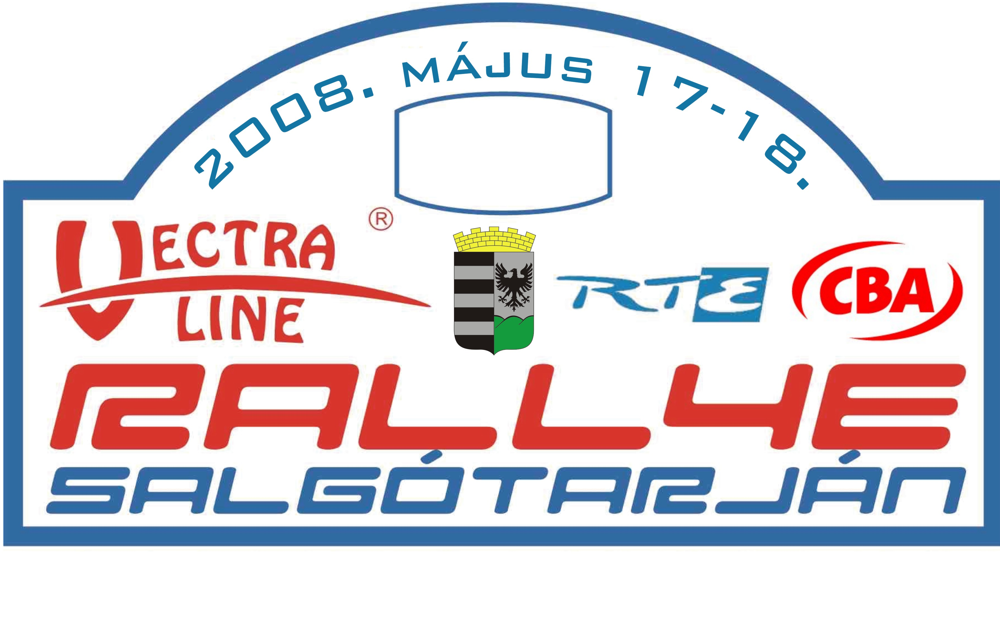 2008. MÁJUS 17-18.
VECTRA ®
LINE
RTE
CBA
RALLYE
SALGÓTARJÁN